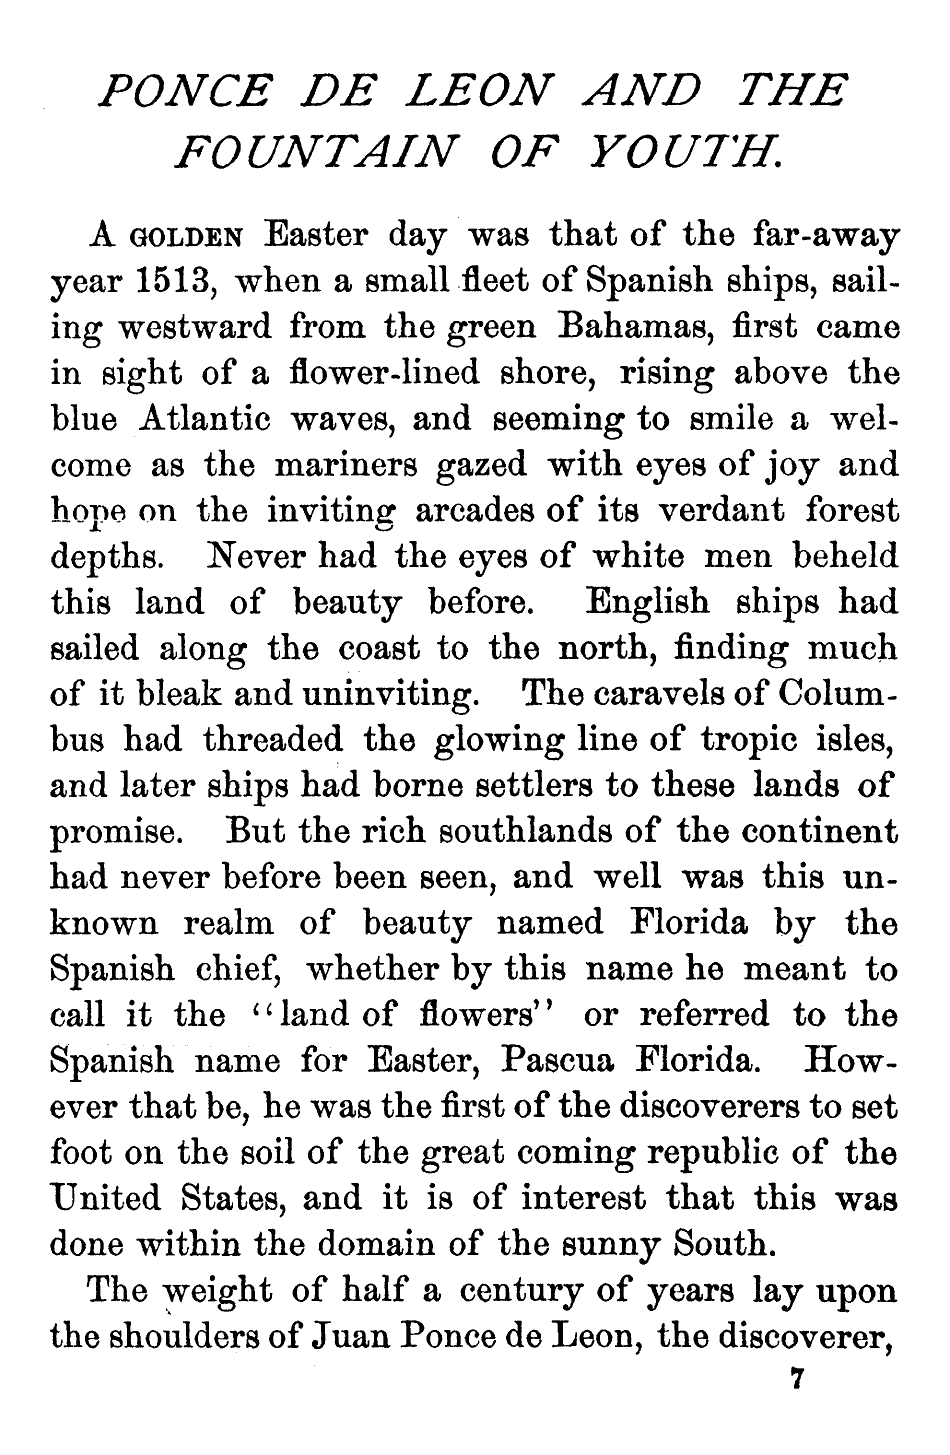 PONCE DE LEON AND THE
FOUNTAIN OF YOUTH.
A GOLDEN Easter day was that of the far-away
year 1513, when a small fleet of Spanish ships, sail-
ing westward from the green Bahamas, first came
in sight of a flower-lined shore, rising above the
blue Atlantic waves, and seeming to smile a wel-
come as the mariners gazed with eyes of joy and
hope on the inviting arcades of its verdant forest
depths. Never had the eyes of white men beheld
this land of beauty before. English ships had
sailed along the coast to the north, finding much
of it bleak and uninviting. The caravels of Colum-
bus had threaded the glowing line of tropic isles,
and later ships had borne settlers to these lands of
promise. But the rich southlands of the continent
had never before been seen, and well was this un-
known realm of beauty named Florida by the
Spanish chief, whether by this name he meant to
call it the “land of flowers” or referred to the
Spanish name for Easter, Pascua Florida. How-
ever that be, he was the first of the discoverers to set
foot on the soil of the great coming republic of the
United States, and it is of interest that this was
done within the domain of the sunny South.
The weight of half a century of years lay upon
the shoulders of Juan Ponce de Leon, the discoverer,
7